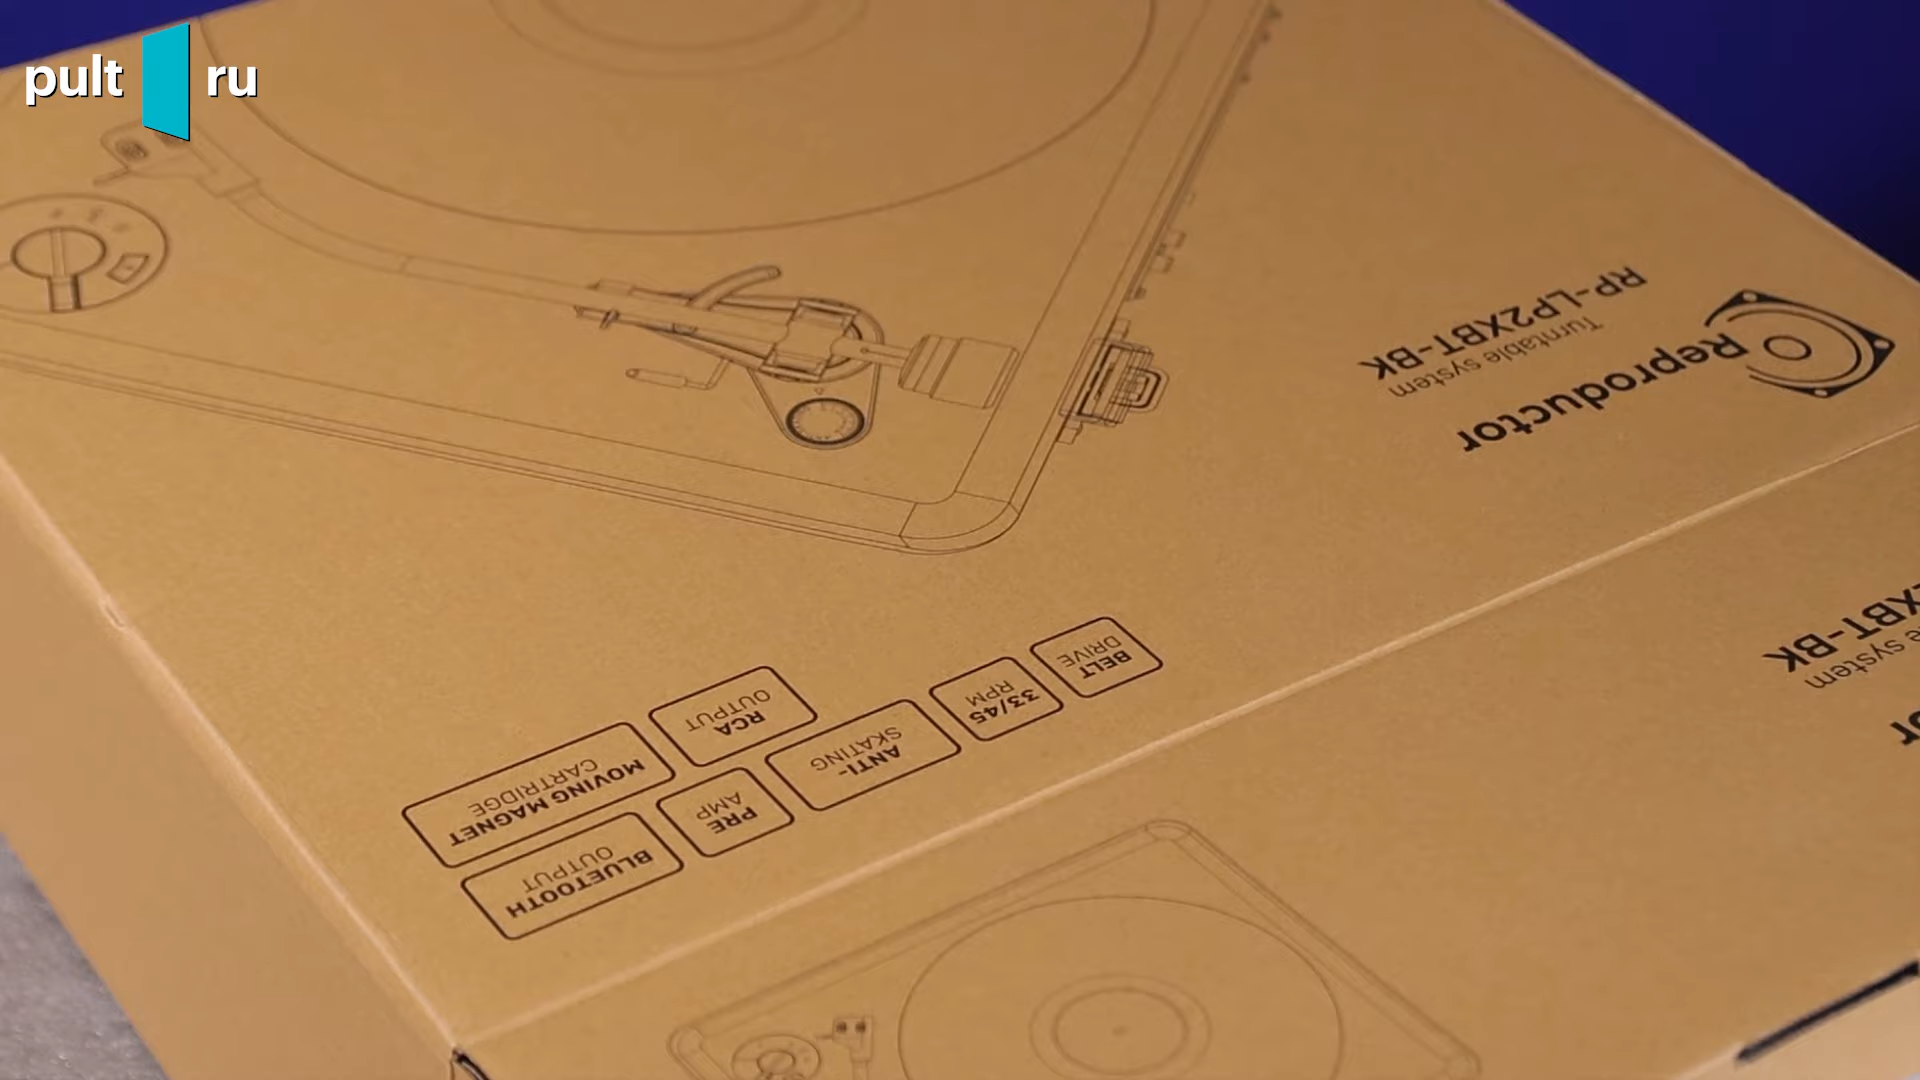 pult ru
Reproductor
Turntable system
RP-LP2XBT-BK
BELT
DRIVE
33/45
RPM
ANTI-
SKATING
PRE
AMP
BLUETOOTH
OUTPUT
RCA
OUTPUT
MOVING MAGNET
CARTRIDGE
system
XBT-BK